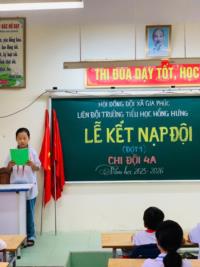 THI ĐUA DẠY TỐT, HỌC
HỘI ĐỒNG ĐỘI XÃ GIA PHÚC
LIÊN ĐỘI TRƯỜNG TIỂU HỌC HỒNG HƯNG
LỄ KẾT NẠP ĐỘI
(ĐỢT 1)
CHI ĐỘI 4A
Năm học: 2025-2026